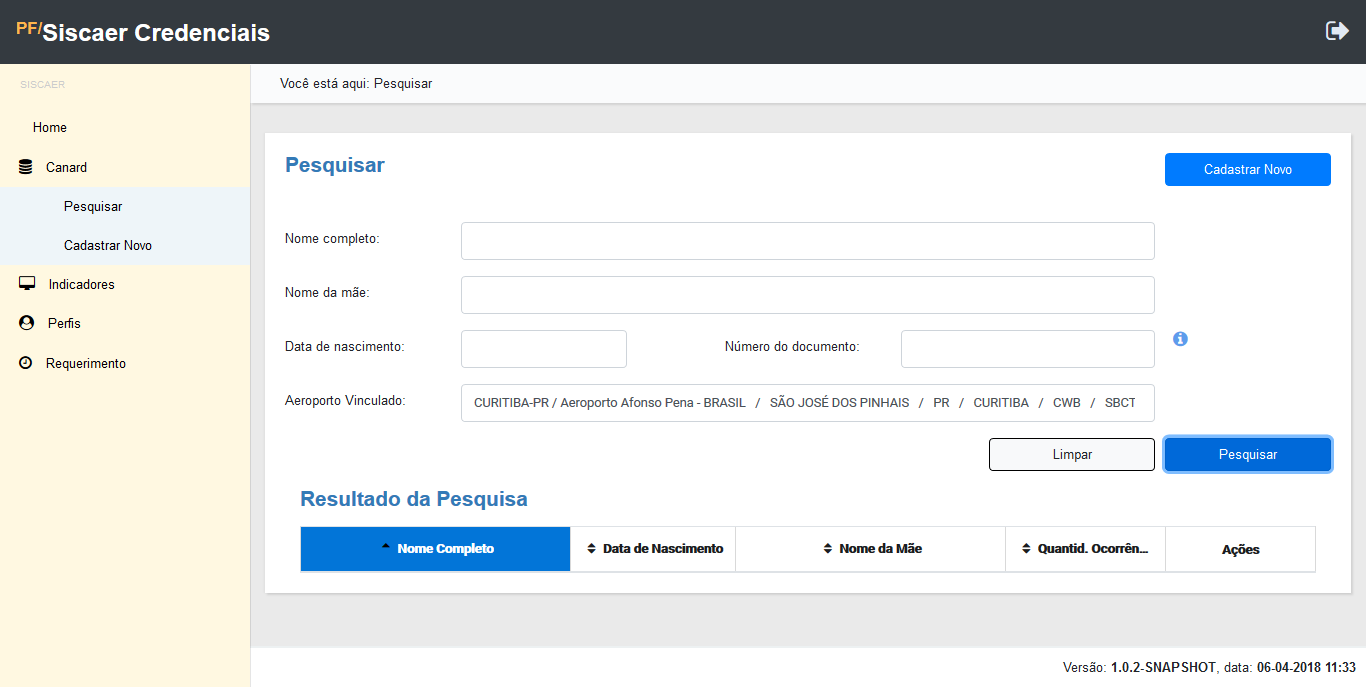 PF/Siscaer Credenciais
SISCAER
Você está aqui: Pesquisar
Home
Canard
Pesquisar
Cadastrar Novo
Indicadores
Perfis
Requerimento
Pesquisar
Cadastrar Novo
Nome completo:
Nome da mãe:
Data de nascimento:
Número do documento:
Aeroporto Vinculado:
CURITIBA-PR / Aeroporto Afonso Pena - BRASIL / SÃO JOSÉ DOS PINHAIS / PR / CURITIBA / CWB / SBCT
Limpar
Pesquisar
Resultado da Pesquisa
Nome Completo
Data de Nascimento
Nome da Mãe
Quantid. Ocorrên...
Ações
Versão: 1.0.2-SNAPSHOT, data: 06-04-2018 11:33